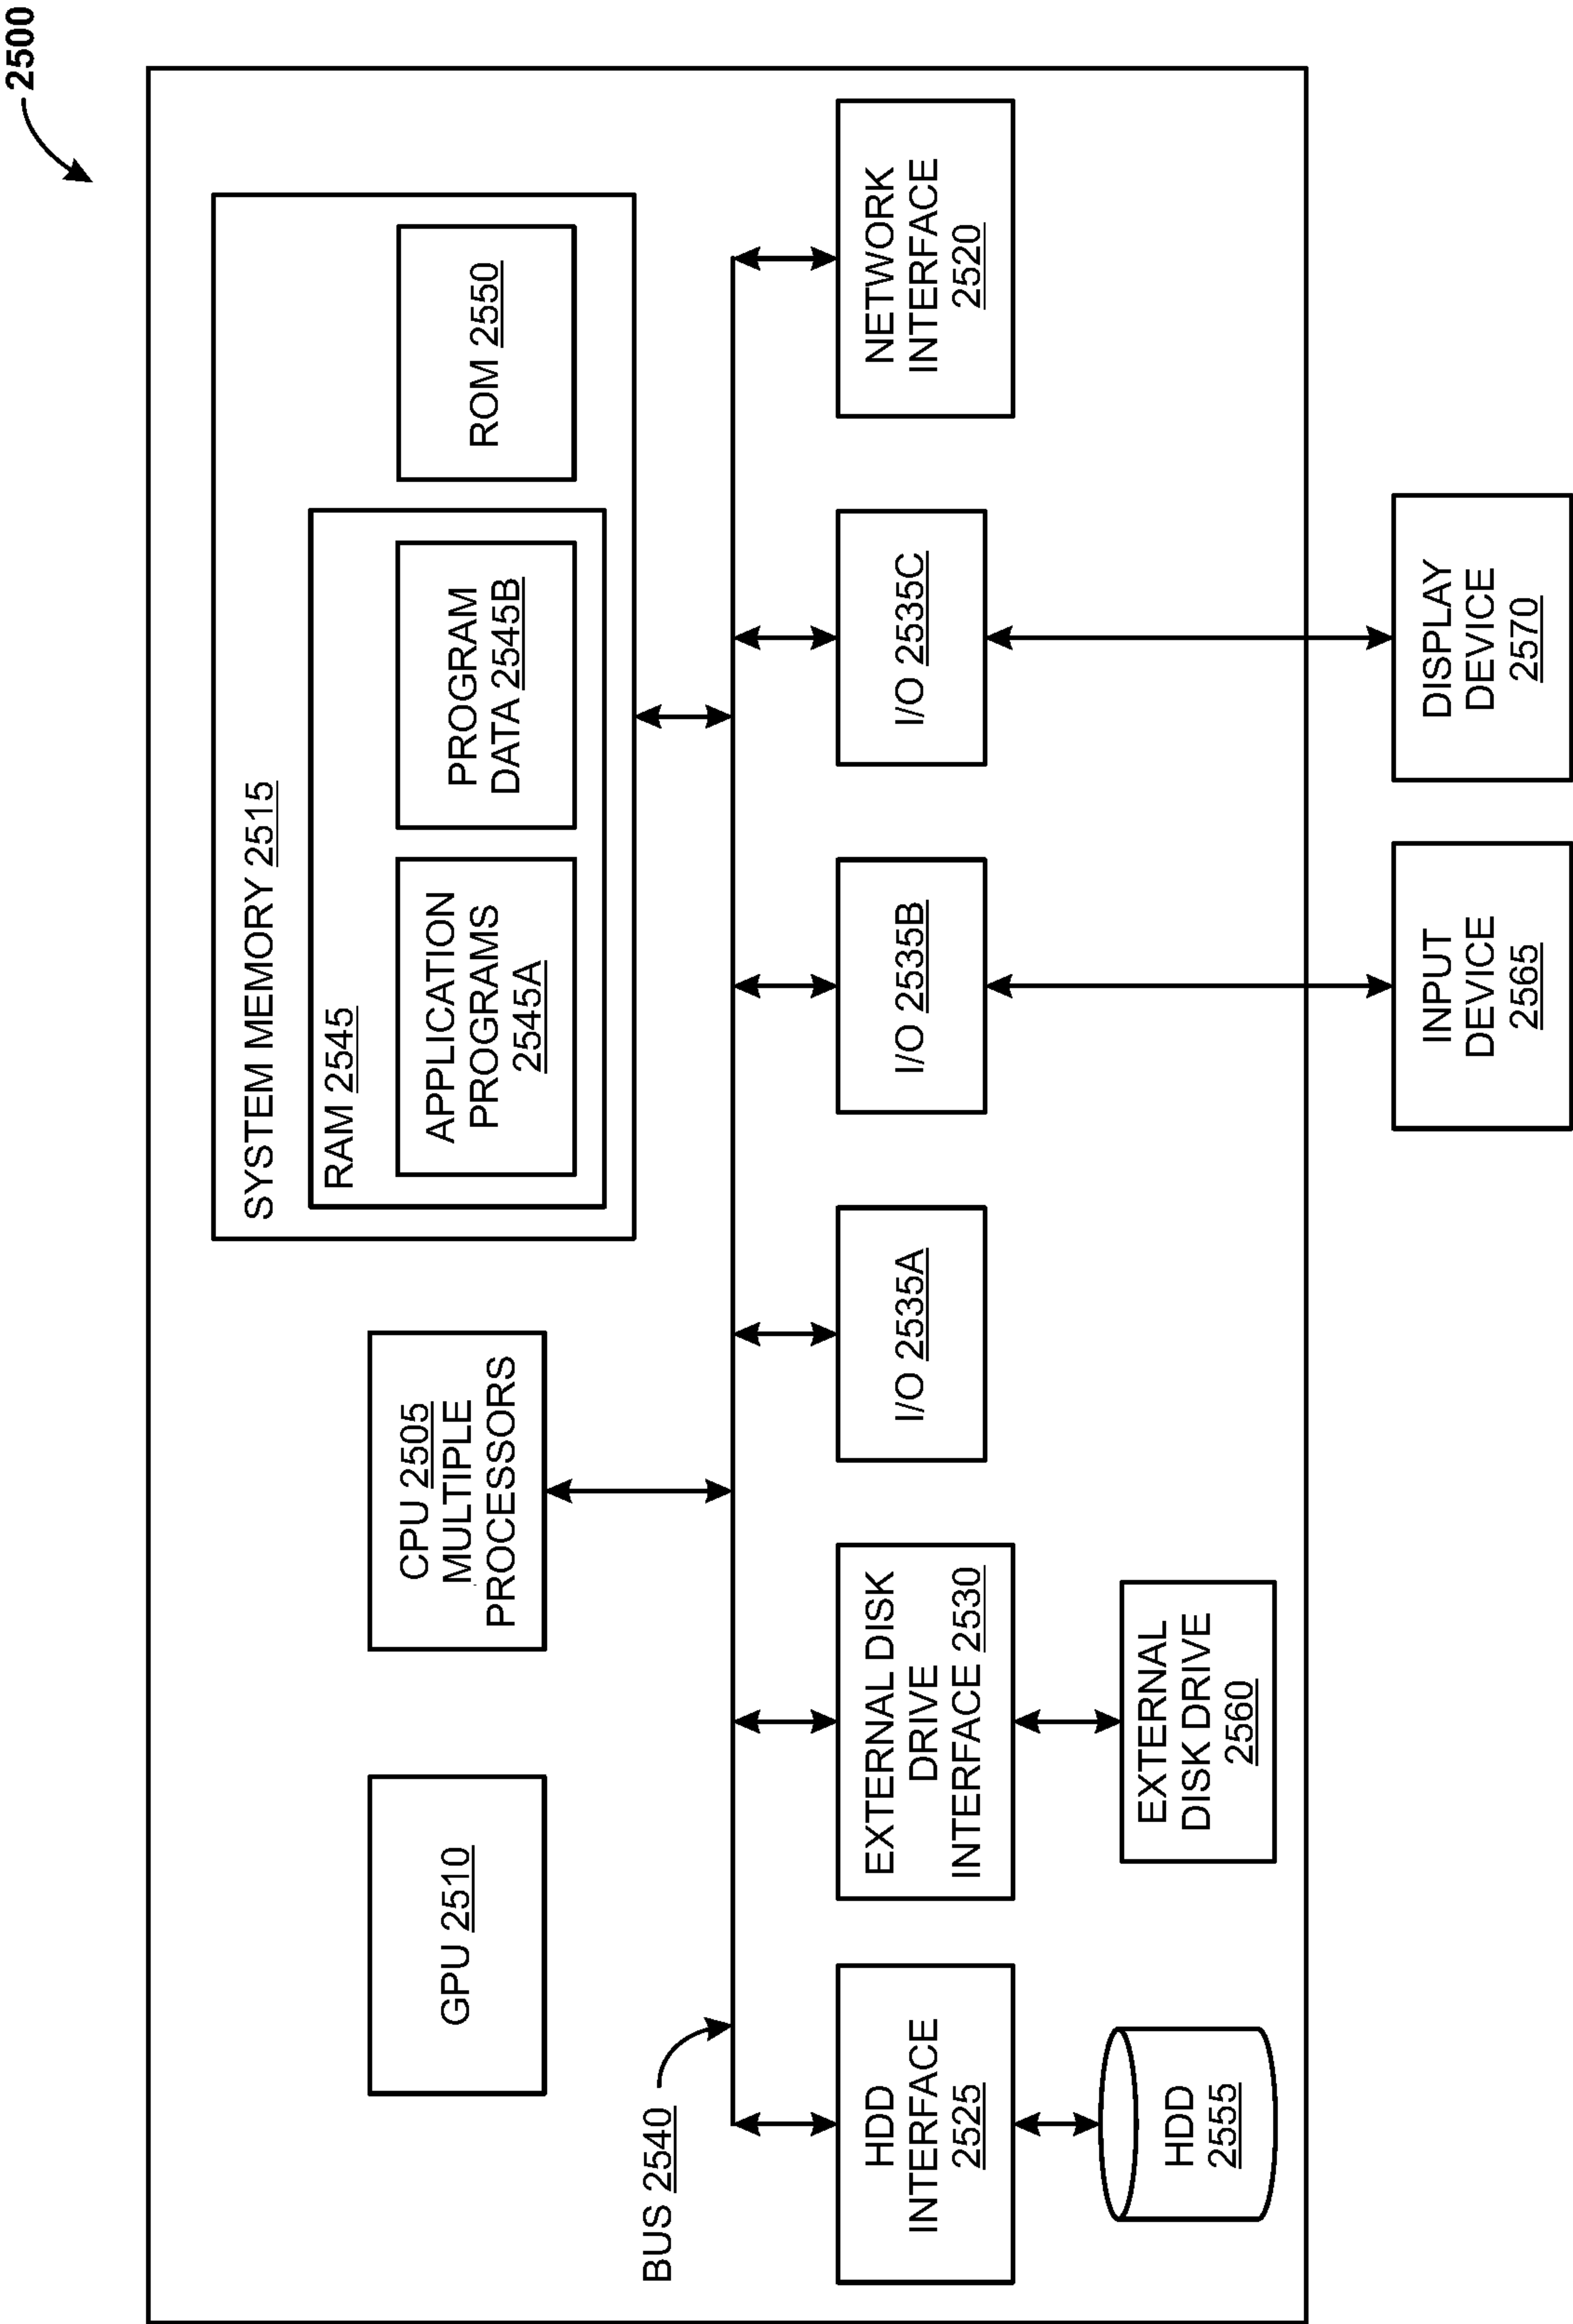 2500
SYSTEM MEMORY 2515
RAM 2545
APPLICATION
PROGRAMS
2545A
PROGRAM
DATA 2545B
ROM 2550
GPU 2510
CPU 2505
MULTIPLE
PROCESSORS
BUS 2540
HDD
INTERFACE
2525
EXTERNAL DISK
DRIVE
INTERFACE 2530
I/O 2535A
I/O 2535B
I/O 2535C
NETWORK
INTERFACE
2520
HDD
2555
EXTERNAL
DISK DRIVE
2560
INPUT
DEVICE
2565
DISPLAY
DEVICE
2570